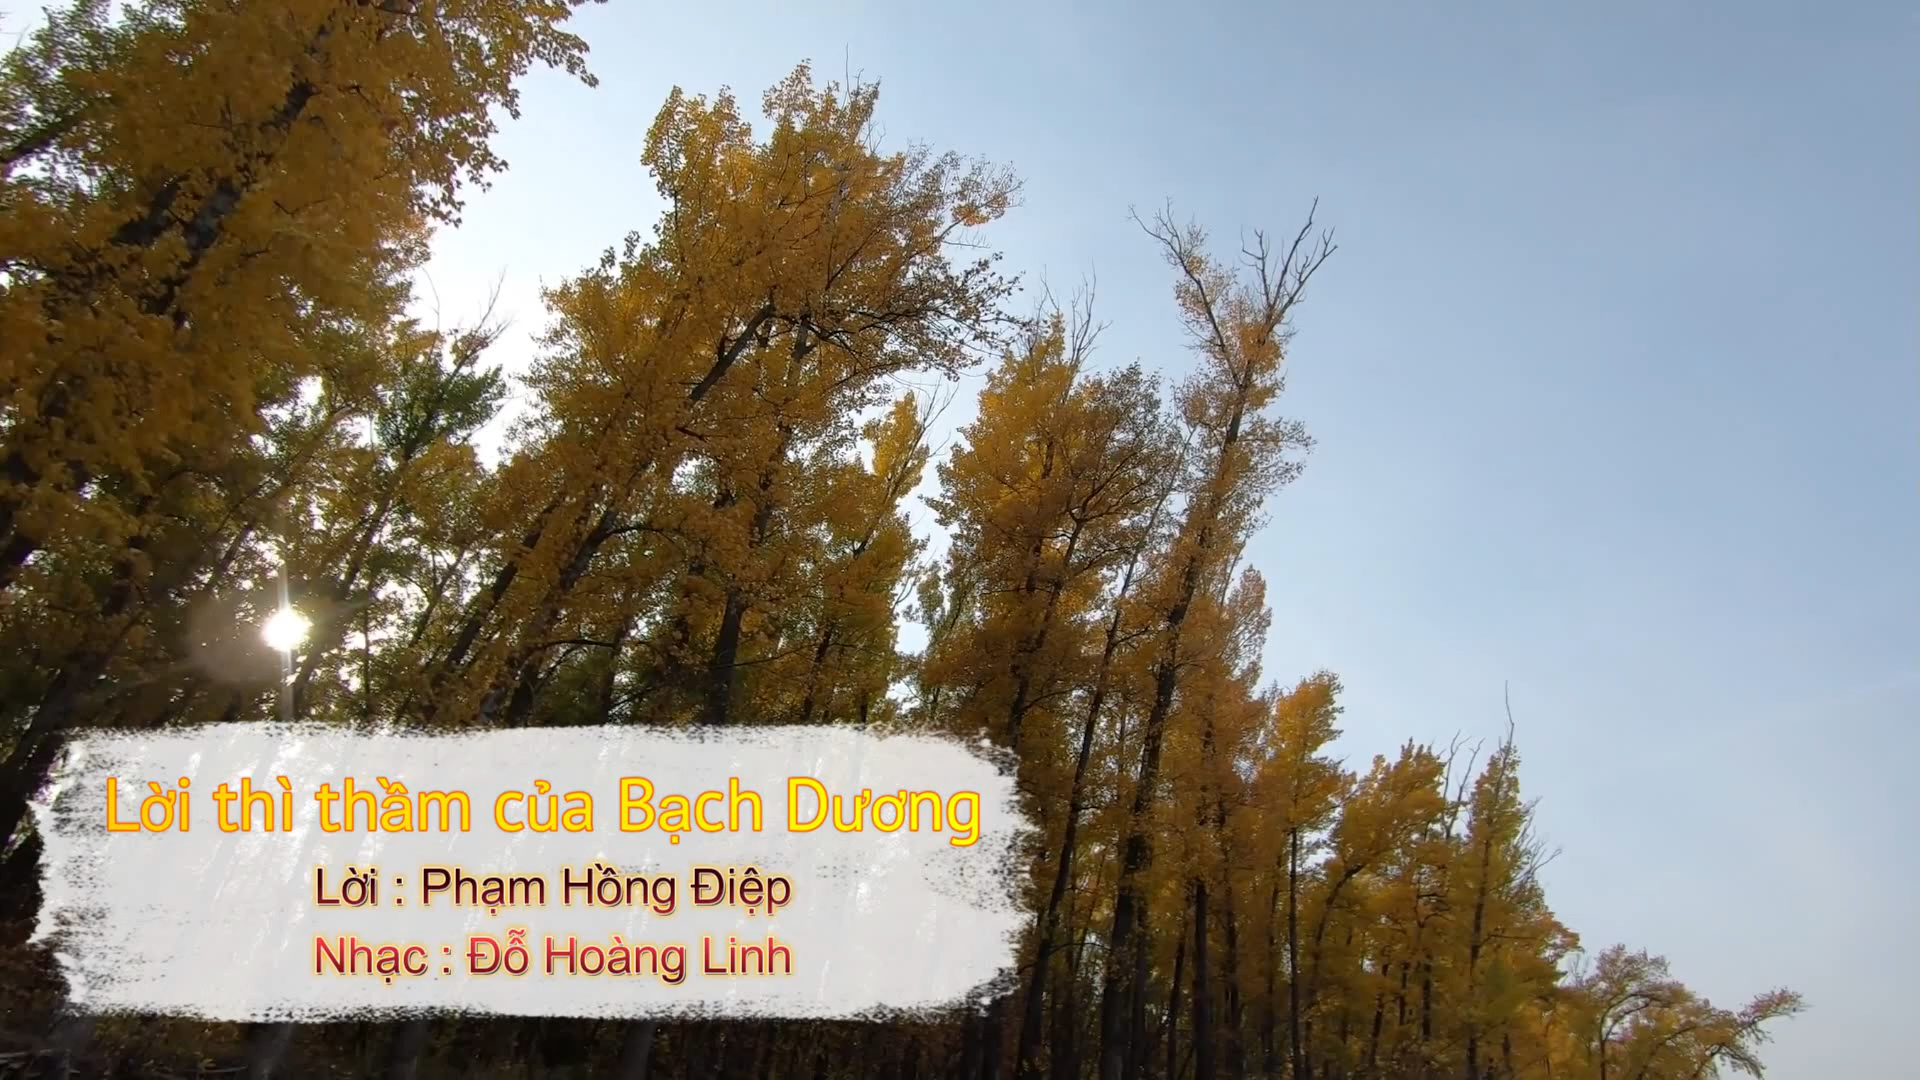 Lời thì thầm của Bạch Dương
Lời : Phạm Hồng Điệp
Nhạc : Đỗ Hoàng Linh